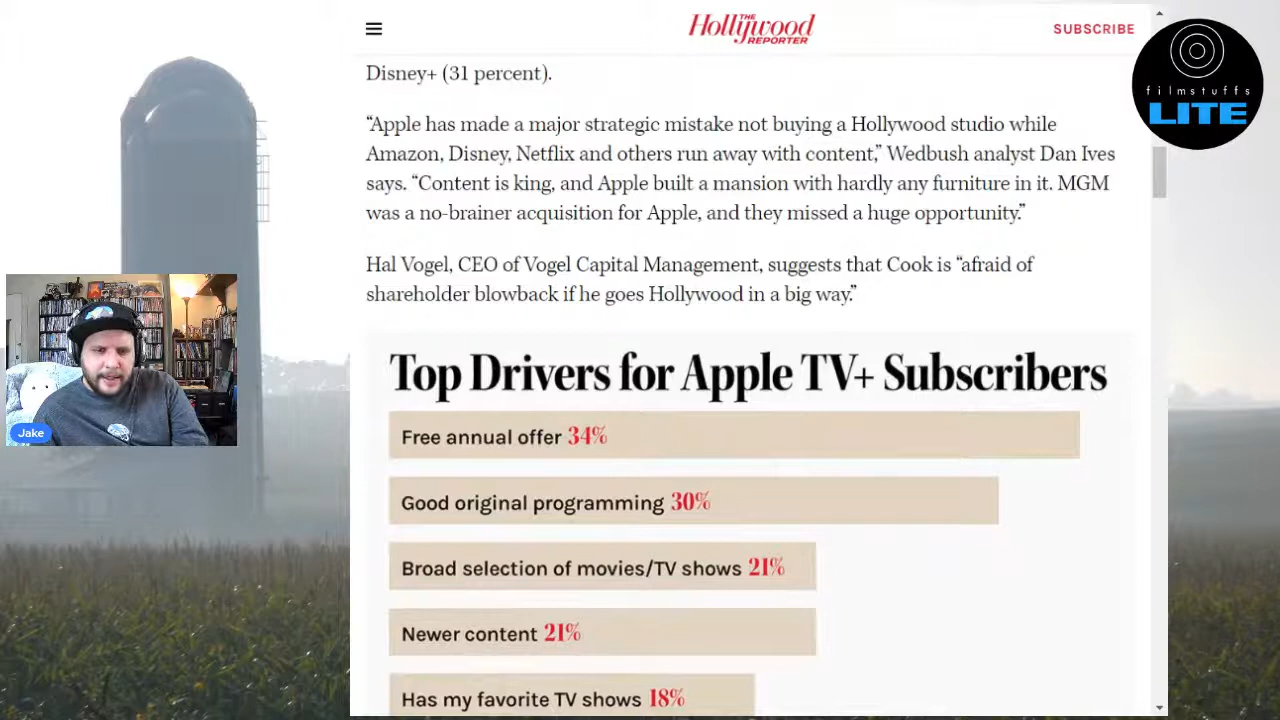 THE
Hollywood
REPORTER
SUBSCRIBE
filmstuffs
LITE
Disney+ (31 percent).
“Apple has made a major strategic mistake not buying a Hollywood studio while
Amazon, Disney, Netflix and others run away with content,” Wedbush analyst Dan Ives
says. “Content is king, and Apple built a mansion with hardly any furniture in it. MGM
was a no-brainer acquisition for Apple, and they missed a huge opportunity.”
Hal Vogel, CEO of Vogel Capital Management, suggests that Cook is “afraid of
shareholder blowback if he goes Hollywood in a big way.”
Jake
Top Drivers for Apple TV+ Subscribers
Free annual offer 34%
Good original programming 30%
Broad selection of movies/TV shows 21%
Newer content 21%
Has my favorite TV shows 18%